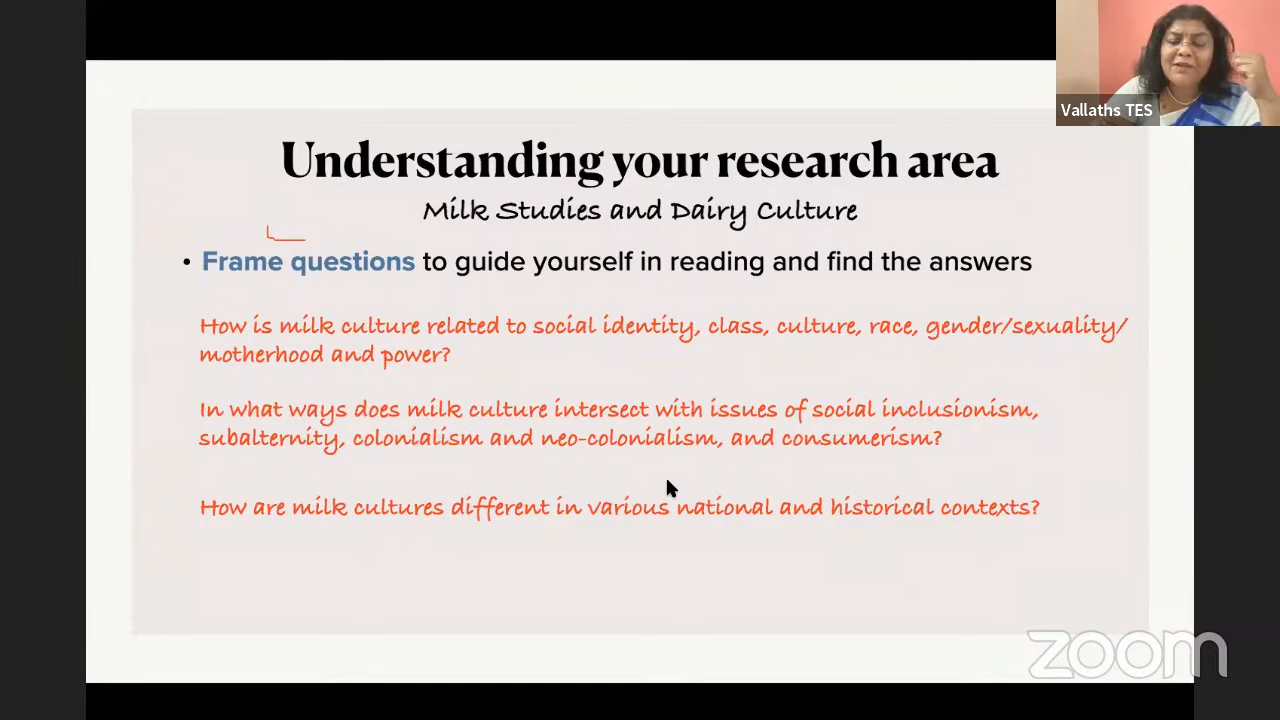 Vallaths TES
Understanding your research area
Milk Studies and Dairy Culture
• Frame questions to guide yourself in reading and find the answers
How is milk culture related to social identity, class, culture, race, gender/sexuality/
motherhood and power?
In what ways does milk culture intersect with issues of social inclusionism,
subalternity, colonialism and neo-colonialism, and consumerism?
How are milk cultures different in various national and historical contexts?
zoom